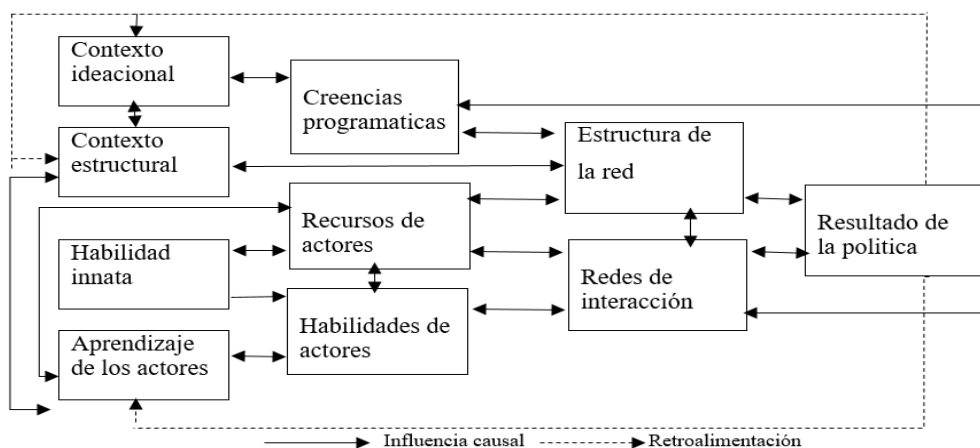 Contexto
ideacional
Creencias
programaticas
Contexto
estructural
Estructura de
la red
Recursos de
actores
Resultado de
la politica
Habilidad
innata
Redes de
interacción
Habilidades de
actores
Aprendizaje
de los actores
Influencia causal
Retroalimentación